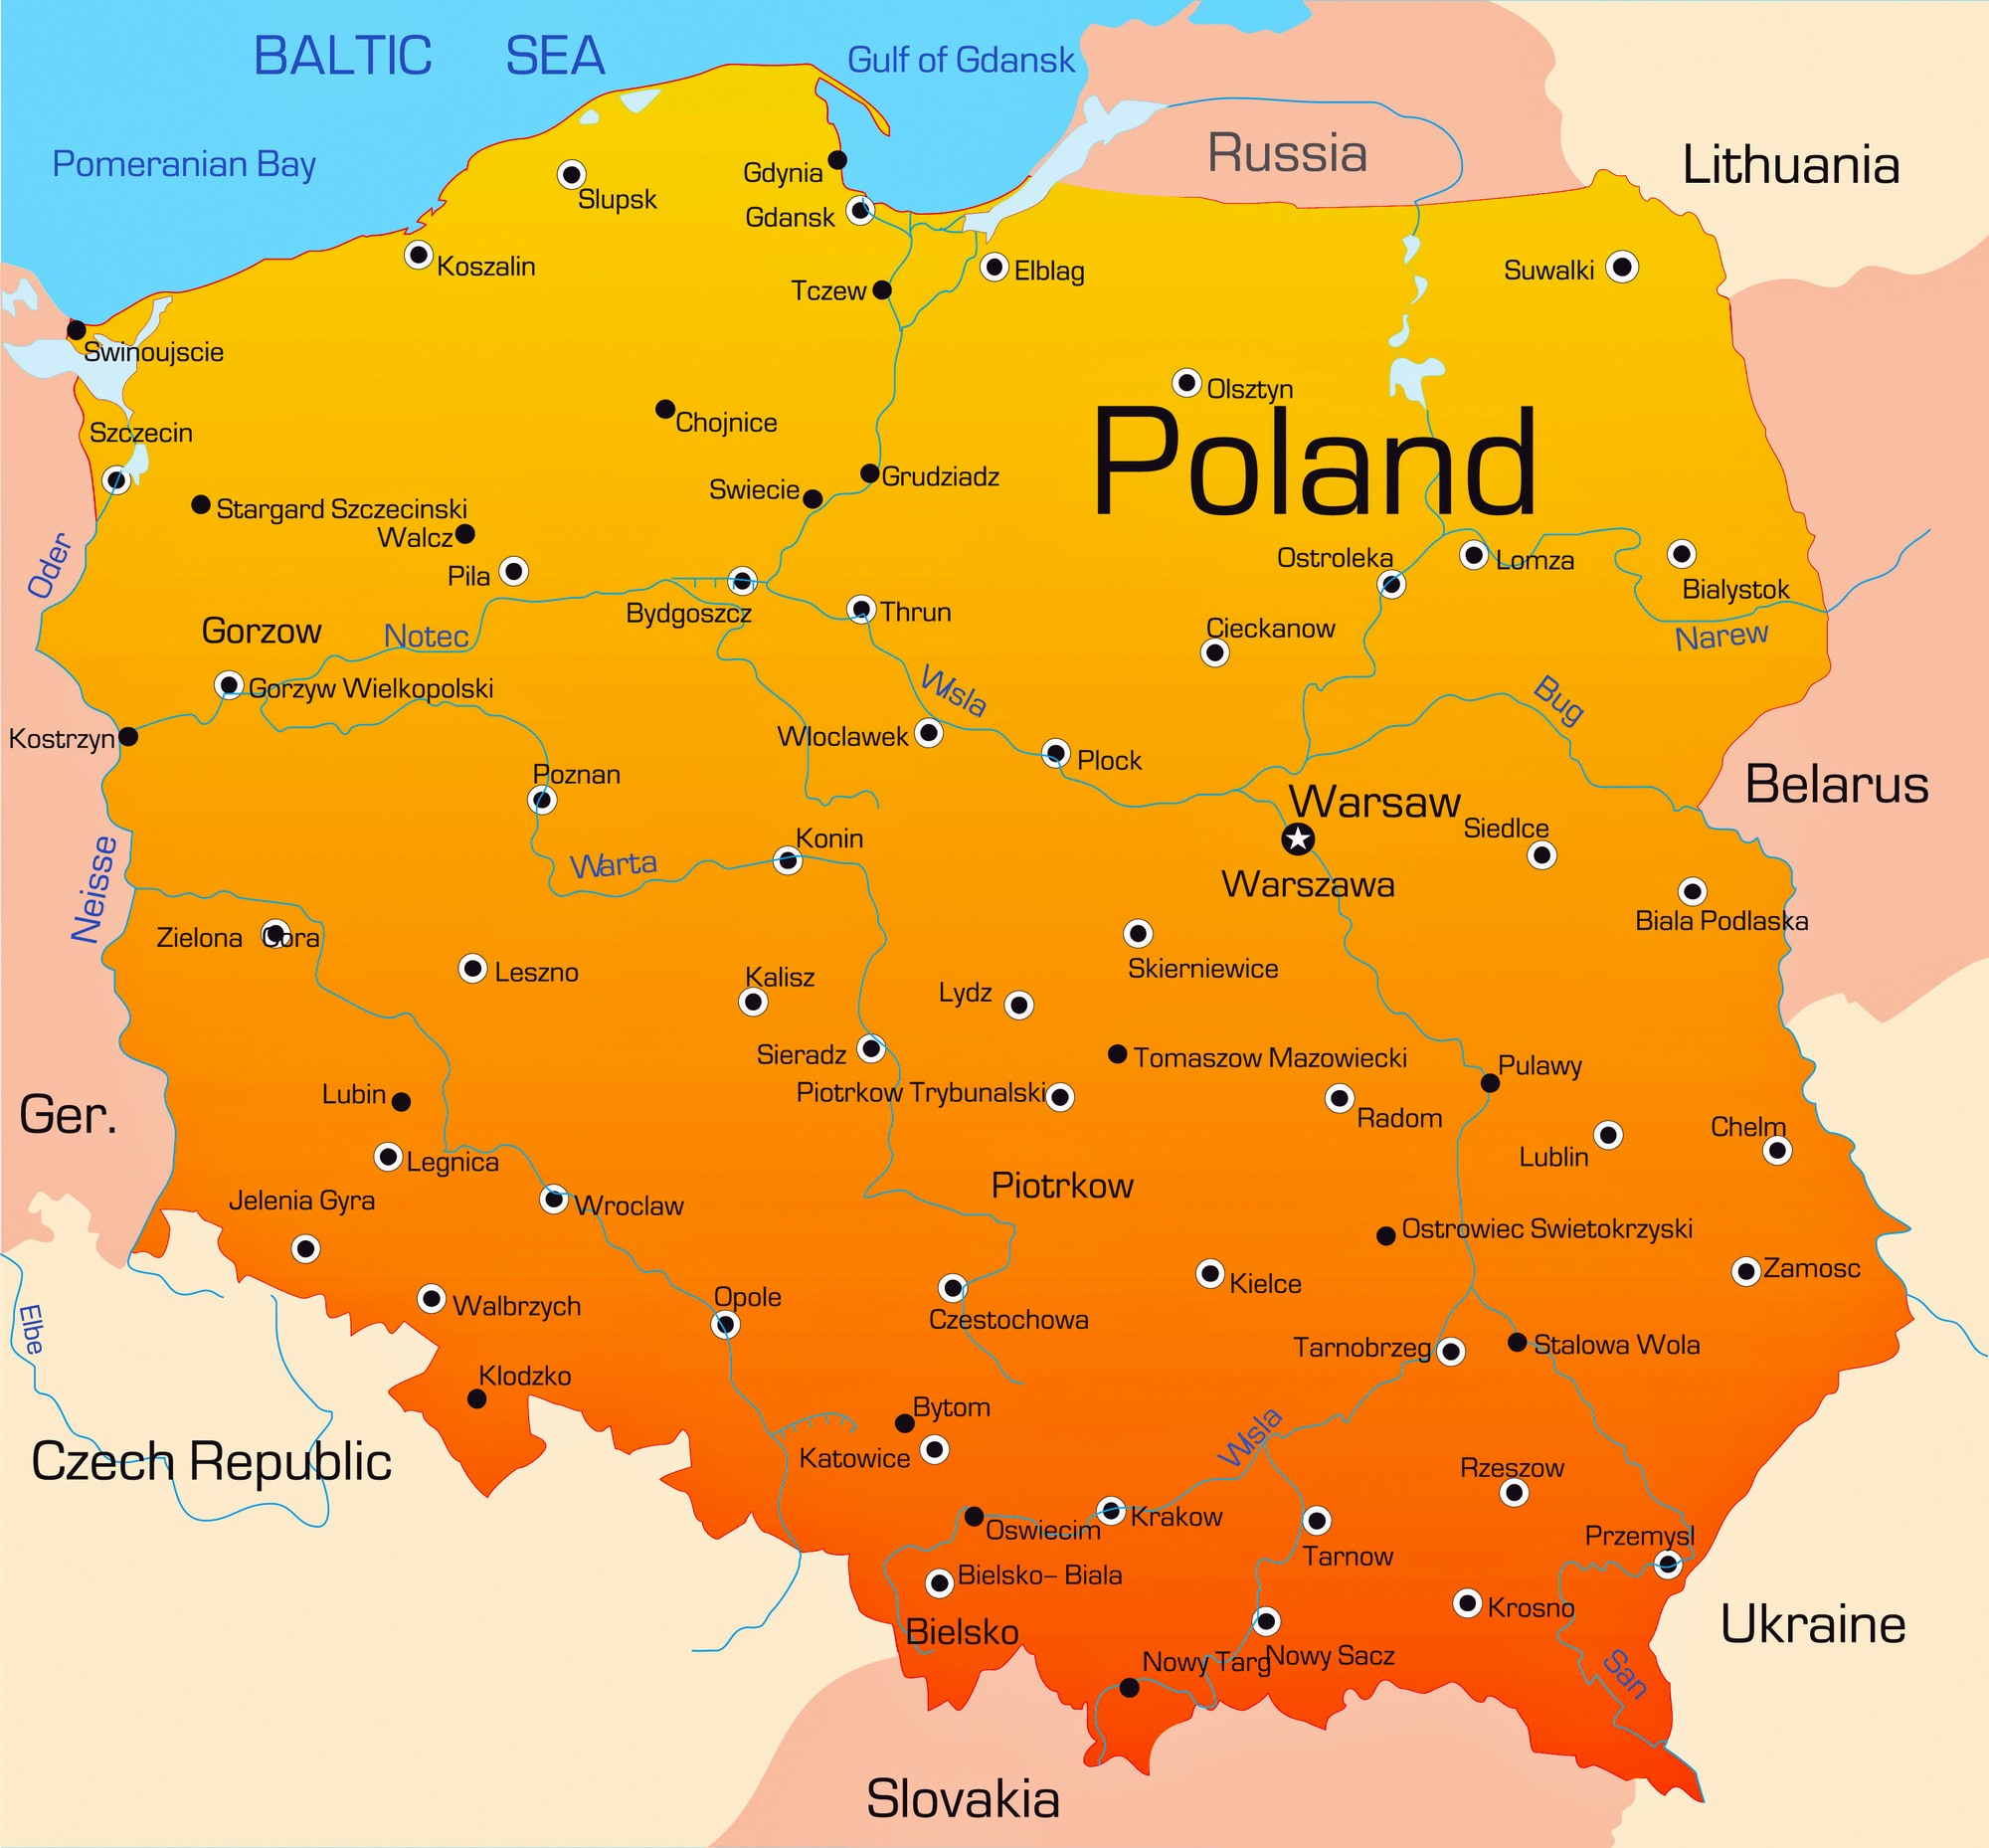 BALTIC SEA
Gulf of Gdansk
Pomeranian Bay
Russia
Lithuania
Gdynia
Slupsk
Gdansk
Koszalin
Elblag
Suwalki
Tczew
Swinoujscie
Olsztyn
Chojnice
Szczecin
Poland
Grudziadz
Swiecie
Stargard Szczecinski
Walcz
Pila
Oder
Ostroleka
Lomza
Bialystok
Bydgoszcz
Thrun
Gorzow
Notec
Cieckanow
Narew
Gorzyw Wielkopolski
Wisla
Bug
Kostrzyn
Wloclawek
Plock
Poznan
Belarus
Warsaw
Siedlce
Konin
Warta
Neisse
Warszawa
Biala Podlaska
Zielona Gora
Leszno
Kalisz
Skierniewice
Lydz
Sieradz
Tomaszow Mazowiecki
Pulawy
Lubin
Piotrkow Trybunalski
Ger.
Radom
Chelm
Legnica
Lublin
Jelenia Gyra
Piotrkow
Wroclaw
Ostrowiec Swietokrzyski
Zamosc
Kielce
Opole
Walbrzych
Czestochowa
Elbe
Tarnobrzeg
Stalowa Wola
Klodzko
Bytom
Wisla
Czech Republic
Katowice
Rzeszow
Krakow
Oswiecim
Przemysl
Tarnow
Bielsko- Biala
Krosno
Bielsko
Ukraine
Nowy Targ
Nowy Sacz
San
Slovakia